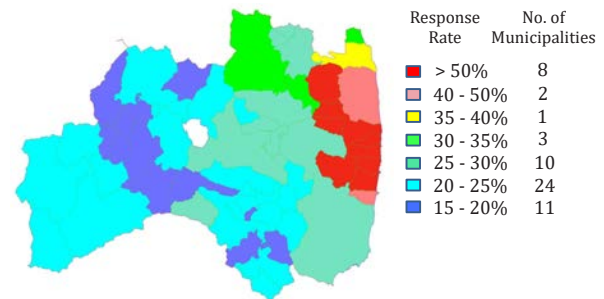 Response No. of
Rate Municipalities
> 50% 8
40 - 50% 2
35 - 40% 1
30 - 35% 3
25 - 30% 10
20 - 25% 24
15 - 20% 11